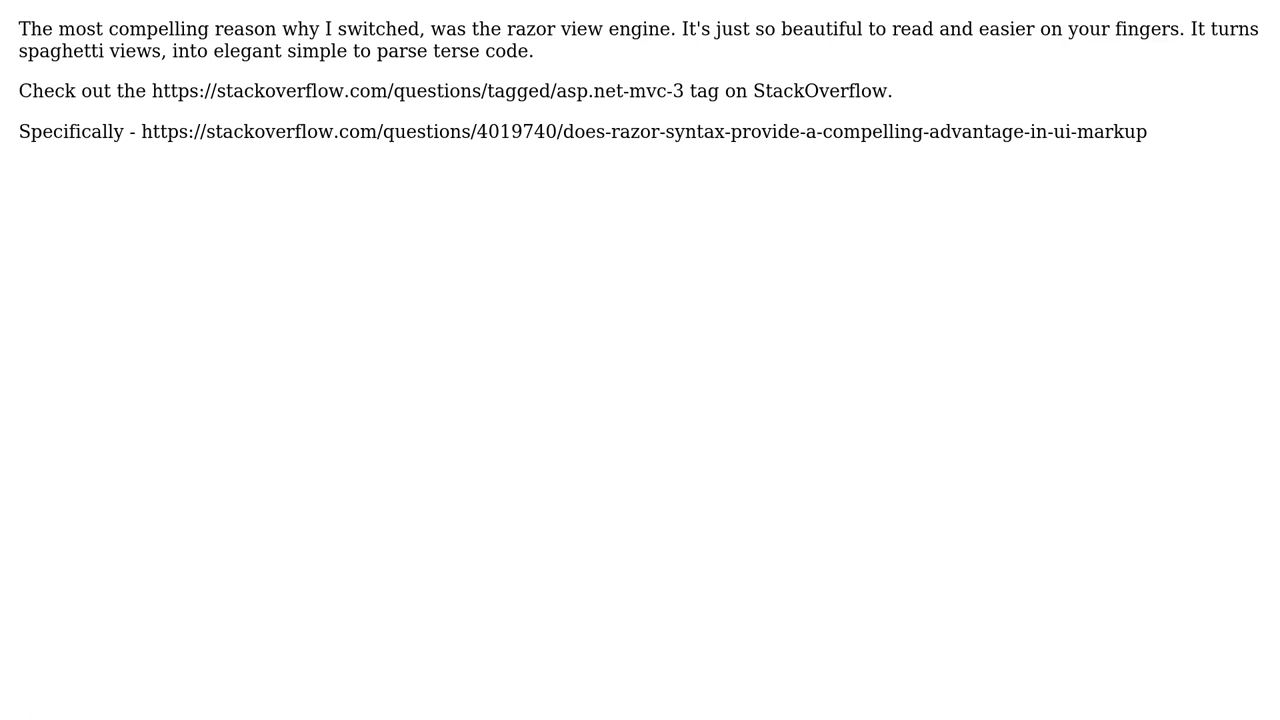 The most compelling reason why I switched, was the razor view engine. It's just so beautiful to read and easier on your fingers. It turns
spaghetti views, into elegant simple to parse terse code.
Check out the https://stackoverflow.com/questions/tagged/asp.net-mvc-3 tag on StackOverflow.
Specifically - https://stackoverflow.com/questions/4019740/does-razor-syntax-provide-a-compelling-advantage-in-ui-markup